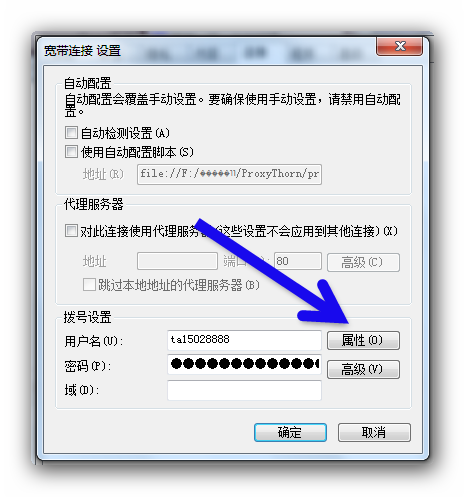 宽带连接 设置
自动配置
自动配置会覆盖手动设置。要确保使用手动设置，请禁用自动配
置。
自动检测设置(A)
使用自动配置脚本(S)
地址(R) file://F:/�����ll/ProxyThorn/pr
代理服务器
对此连接使用代理服务器(这些设置不会应用到其他连接)(X)
地址 端口 : 80 高级(C)
跳过本地地址的代理服务器(B)
拨号设置
用户名(U): ta15028888 属性(O)
密码(P): ●●●●●●●●●●●●● 高级(V)
域(D):
确定 取消